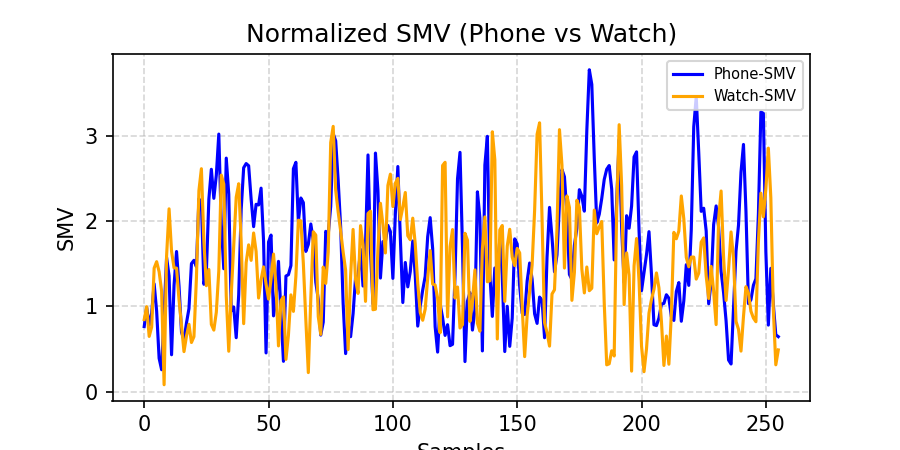 Normalized SMV (Phone vs Watch)
Phone-SMV
Watch-SMV
SMV
3
2
1
0
0 50 100 150 200 250
Samples